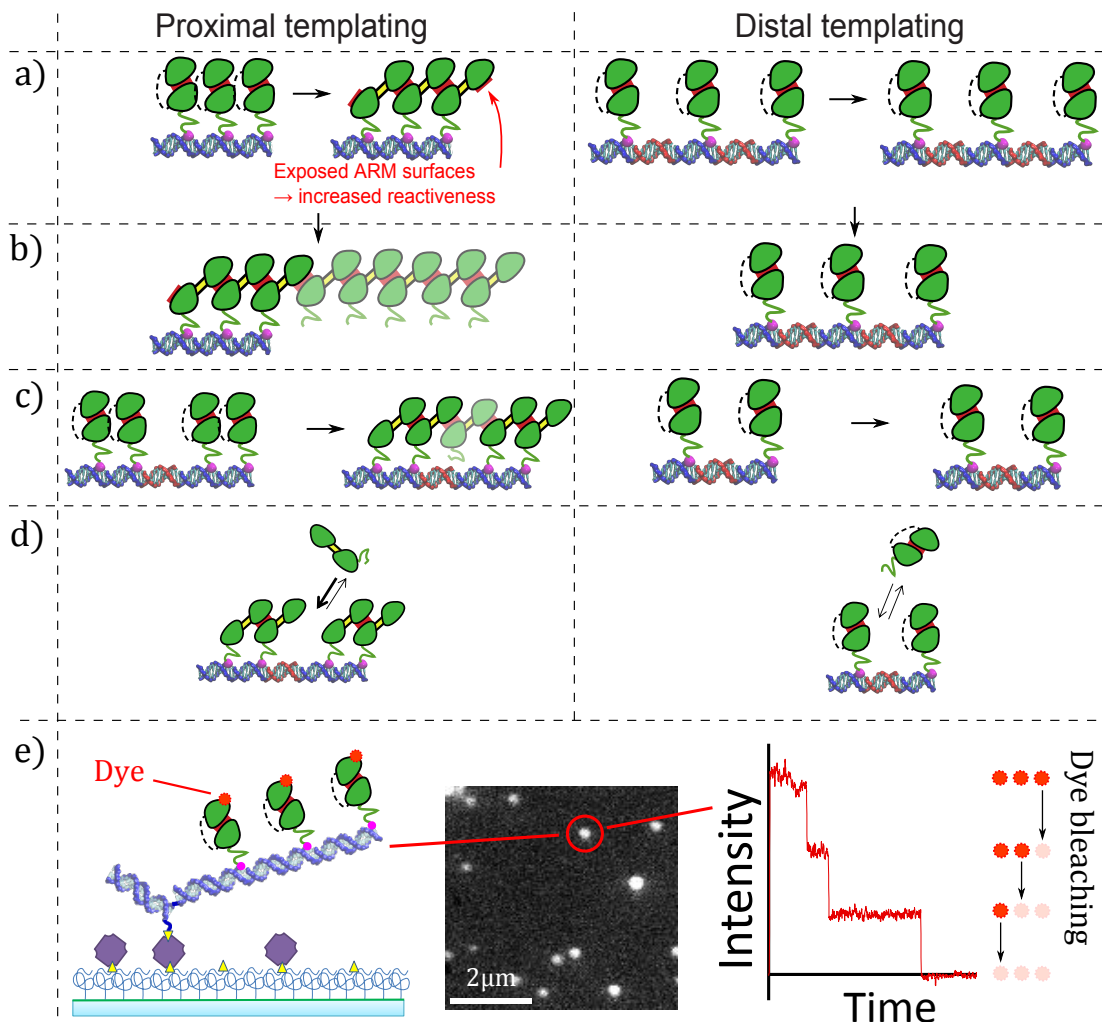 Proximal templating
Distal templating
a)
Exposed ARM surfaces
→ increased reactiveness
b)
c)
d)
e)
Dye
2μm
Intensity
Time
Dye bleaching